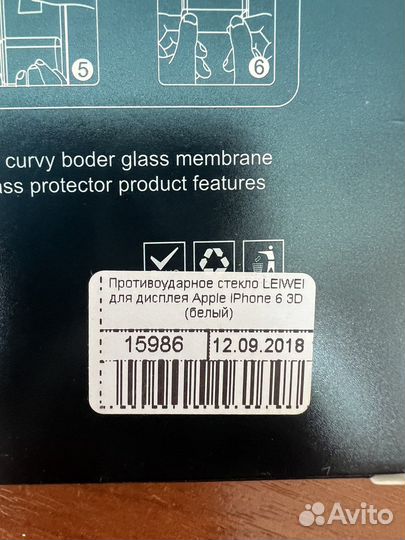 5
6
curvy boder glass membrane
ass protector product features
Противоударное стекло LEIWEI
для дисплея Apple IPhone 6 3D
(белый)
15986
12.09.2018
Avito